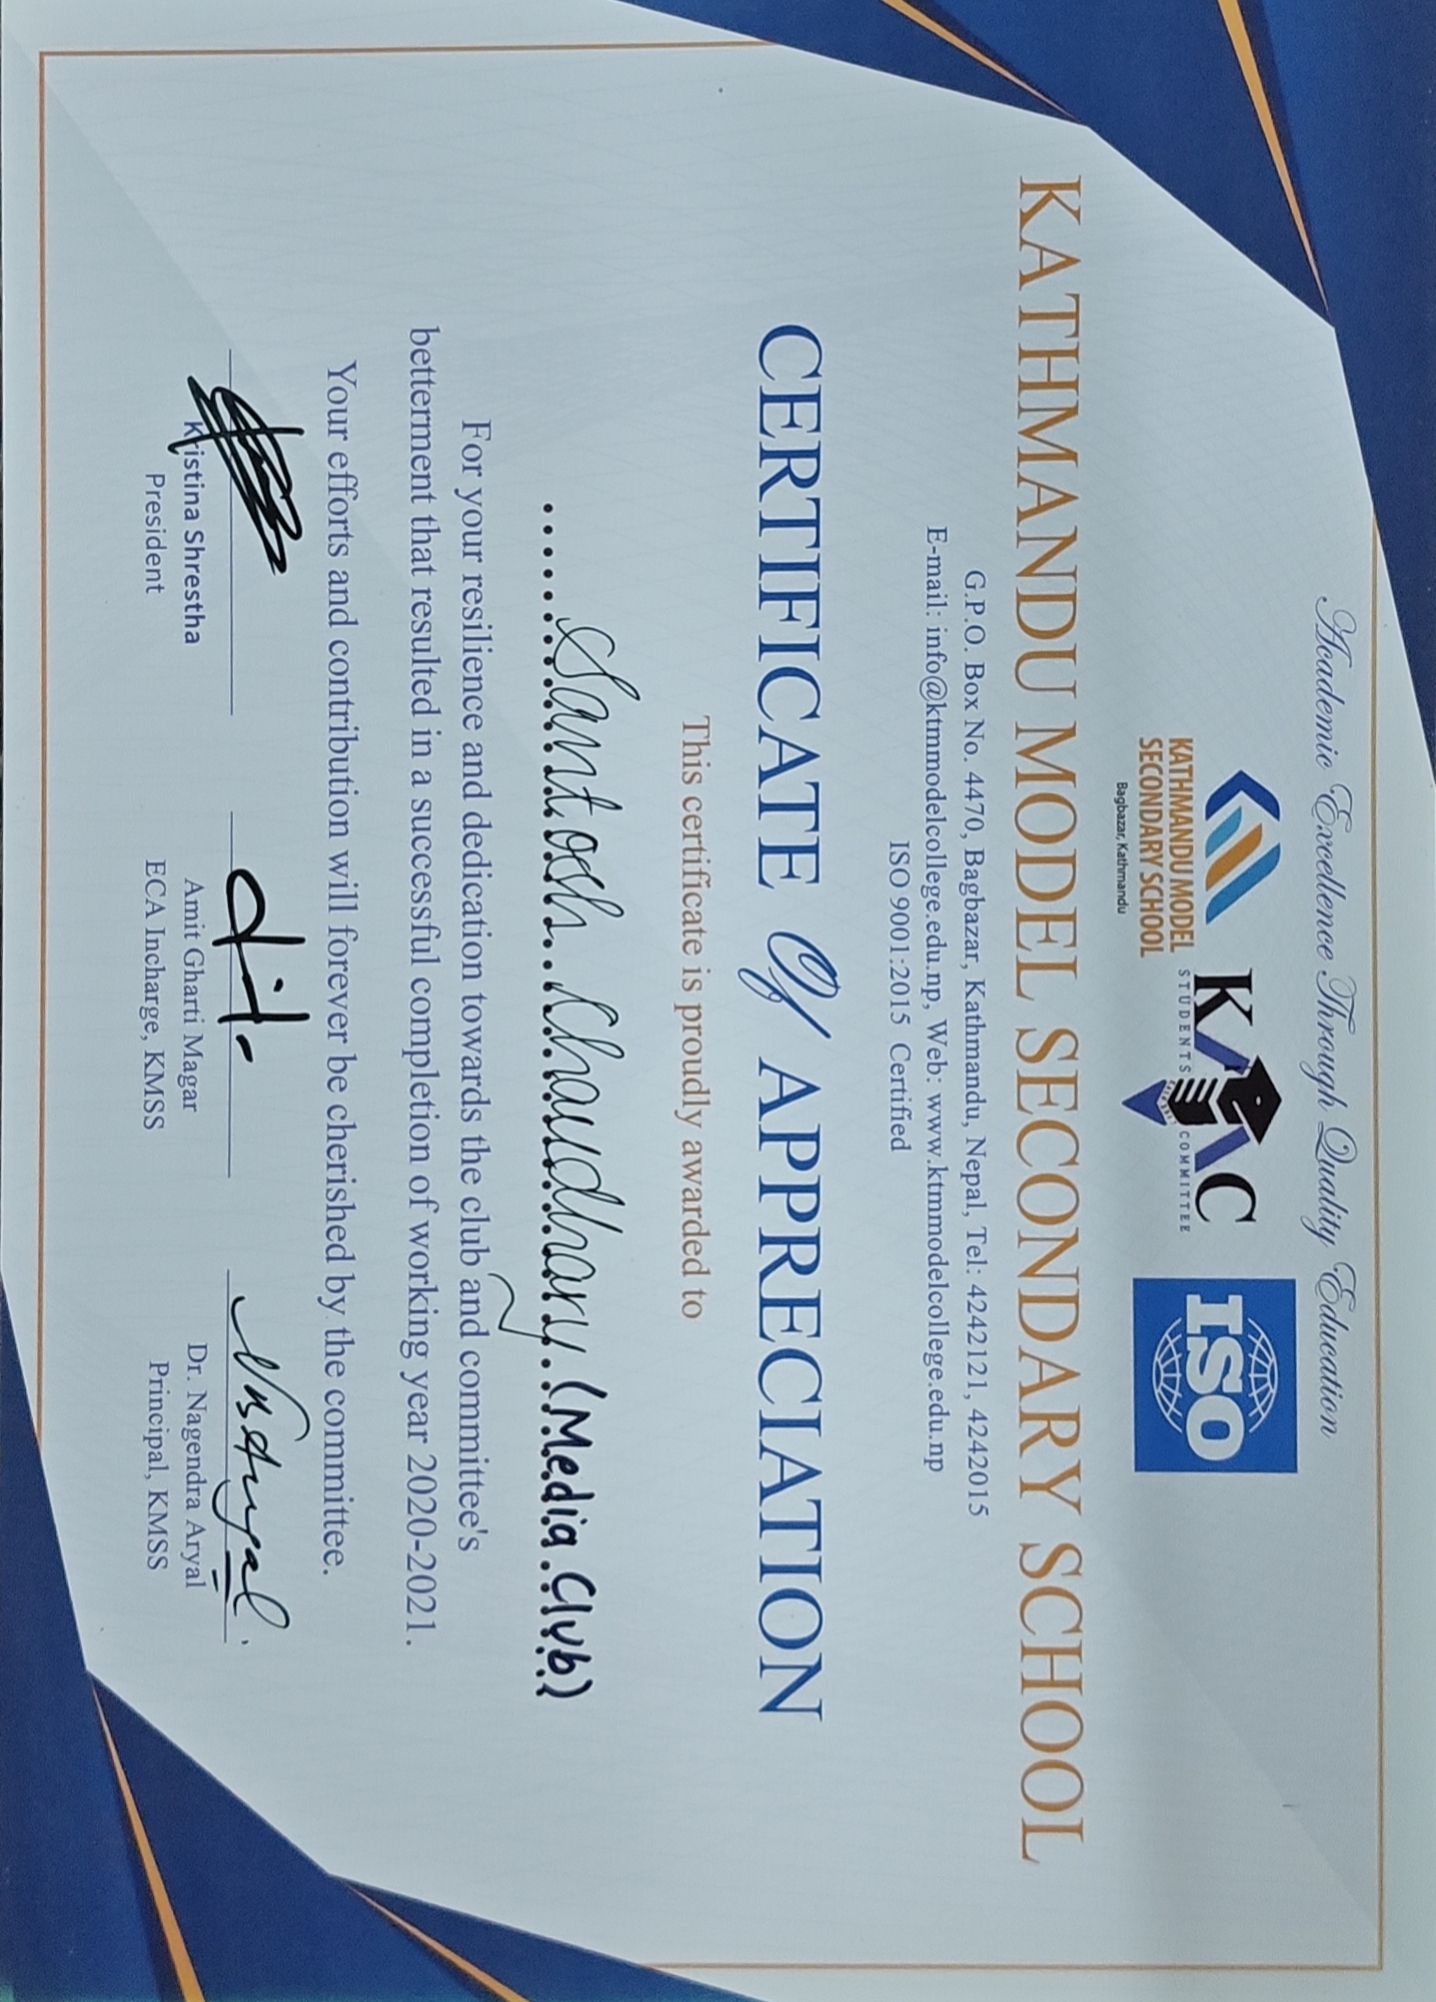 Academic Excellence Through Quality Education
KATHMANDU MODEL
SECONDARY SCHOOL
Bagbazar, Kathmandu
STUDENTS COMMITTEE
ISO
KATHMANDU MODEL SECONDARY SCHOOL
G.P.O. Box No. 4470, Bagbazar, Kathmandu, Nepal, Tel: 4242121, 4242015
E-mail: info@ktmmodelcollege.edu.np, Web: www.ktmmodelcollege.edu.np
ISO 9001:2015 Certified
CERTIFICATE Of APPRECIATION
This certificate is proudly awarded to
Santosh Chaudhary (Media Club)
For your resilience and dedication towards the club and committee's
betterment that resulted in a successful completion of working year 2020-2021.
Your efforts and contribution will forever be cherished by the committee.
Kristina Shrestha
President
Amit Gharti Magar
ECA Incharge, KMSS
Dr. Nagendra Aryal
Principal, KMSS